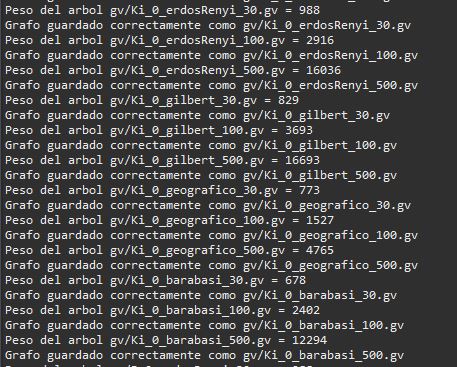 Peso del arbol gv/Ki_0_erdosRenyi_30.gv = 988
Grafo guardado correctamente como gv/Ki_0_erdosRenyi_30.gv
Peso del arbol gv/Ki_0_erdosRenyi_100.gv = 2916
Grafo guardado correctamente como gv/Ki_0_erdosRenyi_100.gv
Peso del arbol gv/Ki_0_erdosRenyi_500.gv = 16036
Grafo guardado correctamente como gv/Ki_0_erdosRenyi_500.gv
Peso del arbol gv/Ki_0_gilbert_30.gv = 829
Grafo guardado correctamente como gv/Ki_0_gilbert_30.gv
Peso del arbol gv/Ki_0_gilbert_100.gv = 3693
Grafo guardado correctamente como gv/Ki_0_gilbert_100.gv
Peso del arbol gv/Ki_0_gilbert_500.gv = 16693
Grafo guardado correctamente como gv/Ki_0_gilbert_500.gv
Peso del arbol gv/Ki_0_geografico_30.gv = 773
Grafo guardado correctamente como gv/Ki_0_geografico_30.gv
Peso del arbol gv/Ki_0_geografico_100.gv = 1527
Grafo guardado correctamente como gv/Ki_0_geografico_100.gv
Peso del arbol gv/Ki_0_geografico_500.gv = 4765
Grafo guardado correctamente como gv/Ki_0_geografico_500.gv
Peso del arbol gv/Ki_0_barabasi_30.gv = 678
Grafo guardado correctamente como gv/Ki_0_barabasi_30.gv
Peso del arbol gv/Ki_0_barabasi_100.gv = 2402
Grafo guardado correctamente como gv/Ki_0_barabasi_100.gv
Peso del arbol gv/Ki_0_barabasi_500.gv = 12294
Grafo guardado correctamente como gv/Ki_0_barabasi_500.gv